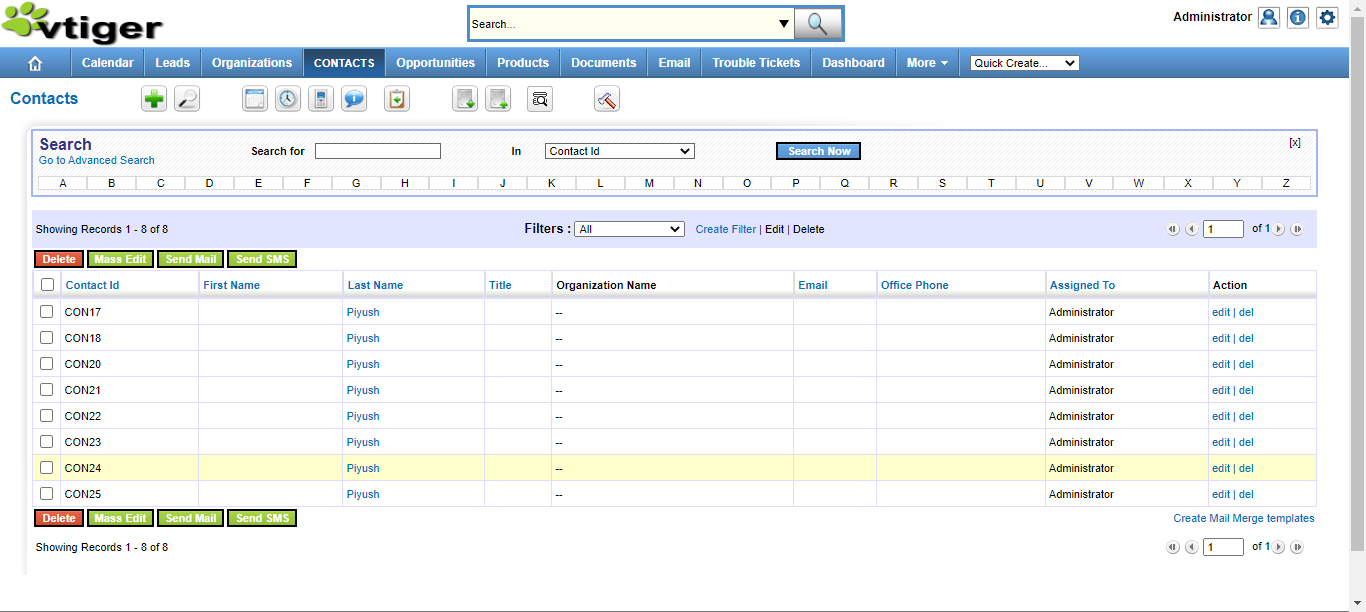 vtiger
Search...
Administrator
Calendar Leads Organizations CONTACTS Opportunities Products Documents Email Trouble Tickets Dashboard More Quick Create...
Contacts
Search
Go to Advanced Search
Search for In Contact Id Search Now [x]
A B C D E F G H I J K L M N O P Q R S T U V W X Y Z
Showing Records 1 - 8 of 8 Filters : All Create Filter | Edit | Delete 1 of 1
Delete Mass Edit Send Mail Send SMS
Contact Id First Name Last Name Title Organization Name Email Office Phone Assigned To Action
CON17 Piyush -- Administrator edit | del
CON18 Piyush -- Administrator edit | del
CON20 Piyush -- Administrator edit | del
CON21 Piyush -- Administrator edit | del
CON22 Piyush -- Administrator edit | del
CON23 Piyush -- Administrator edit | del
CON24 Piyush -- Administrator edit | del
CON25 Piyush -- Administrator edit | del
Delete Mass Edit Send Mail Send SMS Create Mail Merge templates
Showing Records 1 - 8 of 8 1 of 1